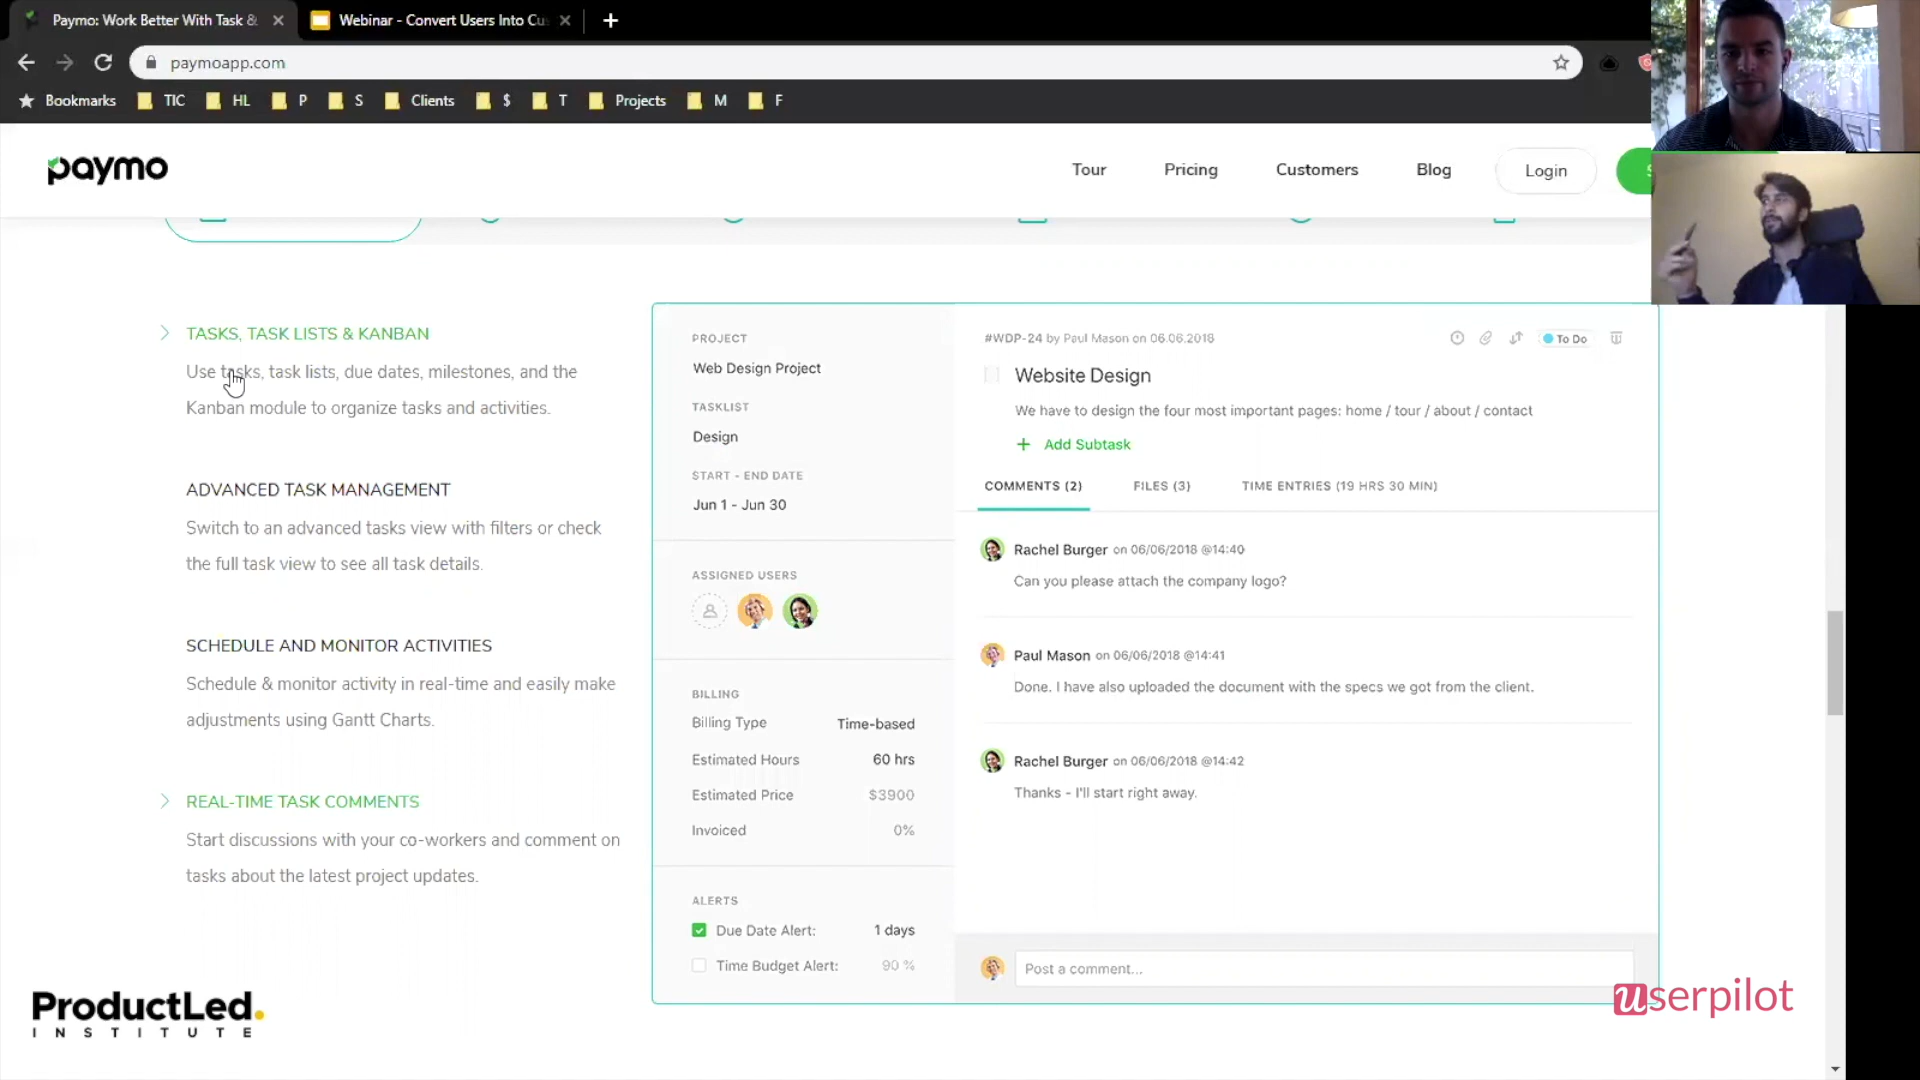 Paymo: Work Better With Task &
Webinar - Convert Users Into Cu
paymoapp.com
Bookmarks TIC HL P S Clients $ T Projects M F
paymo Tour Pricing Customers Blog Login S
TASKS, TASK LISTS & KANBAN
Use tasks, task lists, due dates, milestones, and the
Kanban module to organize tasks and activities.
ADVANCED TASK MANAGEMENT
Switch to an advanced tasks view with filters or check
the full task view to see all task details.
SCHEDULE AND MONITOR ACTIVITIES
Schedule & monitor activity in real-time and easily make
adjustments using Gantt Charts.
REAL-TIME TASK COMMENTS
Start discussions with your co-workers and comment on
tasks about the latest project updates.
PROJECT
Web Design Project
TASKLIST
Design
START - END DATE
Jun 1 - Jun 30
ASSIGNED USERS
BILLING
Billing Type Time-based
Estimated Hours 60 hrs
Estimated Price $3900
Invoiced 0%
ALERTS
Due Date Alert: 1 days
Time Budget Alert: 90 %
#WDP-24 by Paul Mason on 06.06.2018
To Do
Website Design
We have to design the four most important pages: home / tour / about / contact
+ Add Subtask
COMMENTS (2) FILES (3) TIME ENTRIES (19 HRS 30 MIN)
Rachel Burger on 06/06/2018 @14:40
Can you please attach the company logo?
Paul Mason on 06/06/2018 @14:41
Done. I have also uploaded the document with the specs we got from the client.
Rachel Burger on 06/06/2018 @14:42
Thanks - I'll start right away.
Post a comment...
ProductLed.
INSTITUTE
userpilot